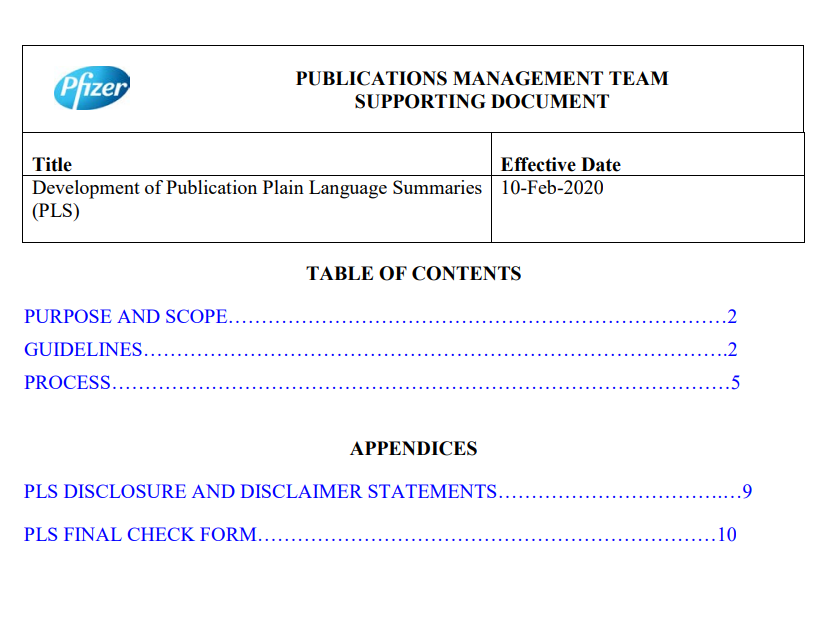 Pfizer
PUBLICATIONS MANAGEMENT TEAM
SUPPORTING DOCUMENT
Title
Effective Date
Development of Publication Plain Language Summaries
(PLS)
10-Feb-2020
TABLE OF CONTENTS
PURPOSE AND SCOPE…………………………………………………………………2
GUIDELINES…………………………………………………………………………….2
PROCESS…………………………………………………………………………………5
APPENDICES
PLS DISCLOSURE AND DISCLAIMER STATEMENTS…………………………….…9
PLS FINAL CHECK FORM……………………………………………………………10